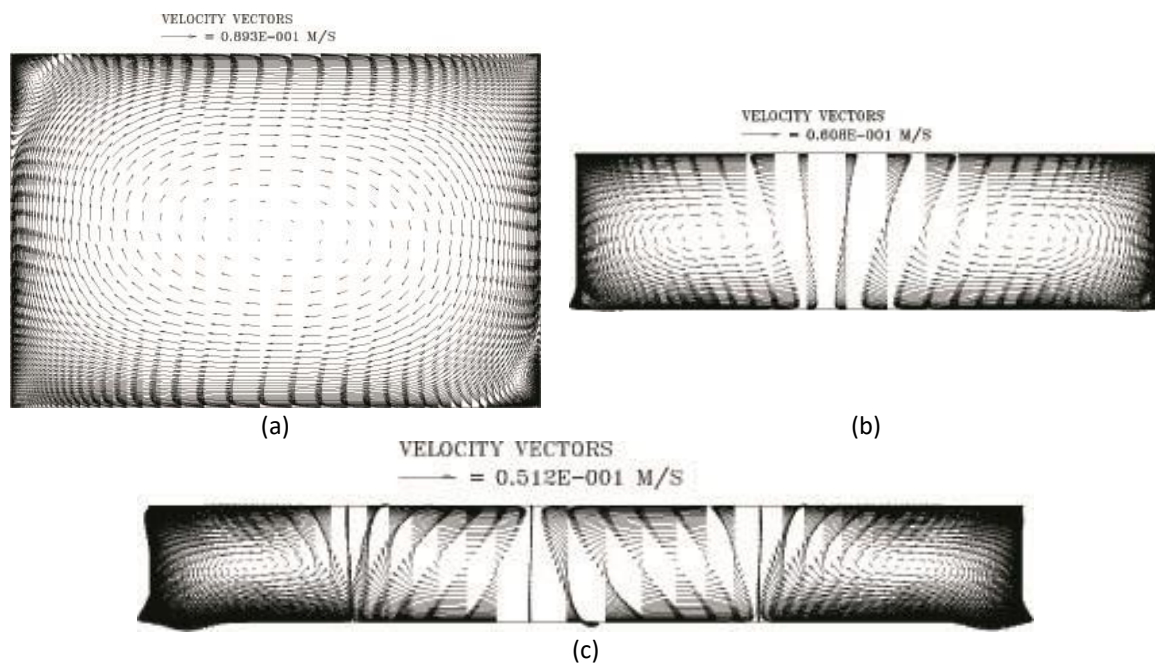 VELOCITY VECTORS
= 0.893E-001 M/S
VELOCITY VECTORS
= 0.608E-001 M/S
(a)
(b)
VELOCITY VECTORS
= 0.512E-001 M/S
(c)